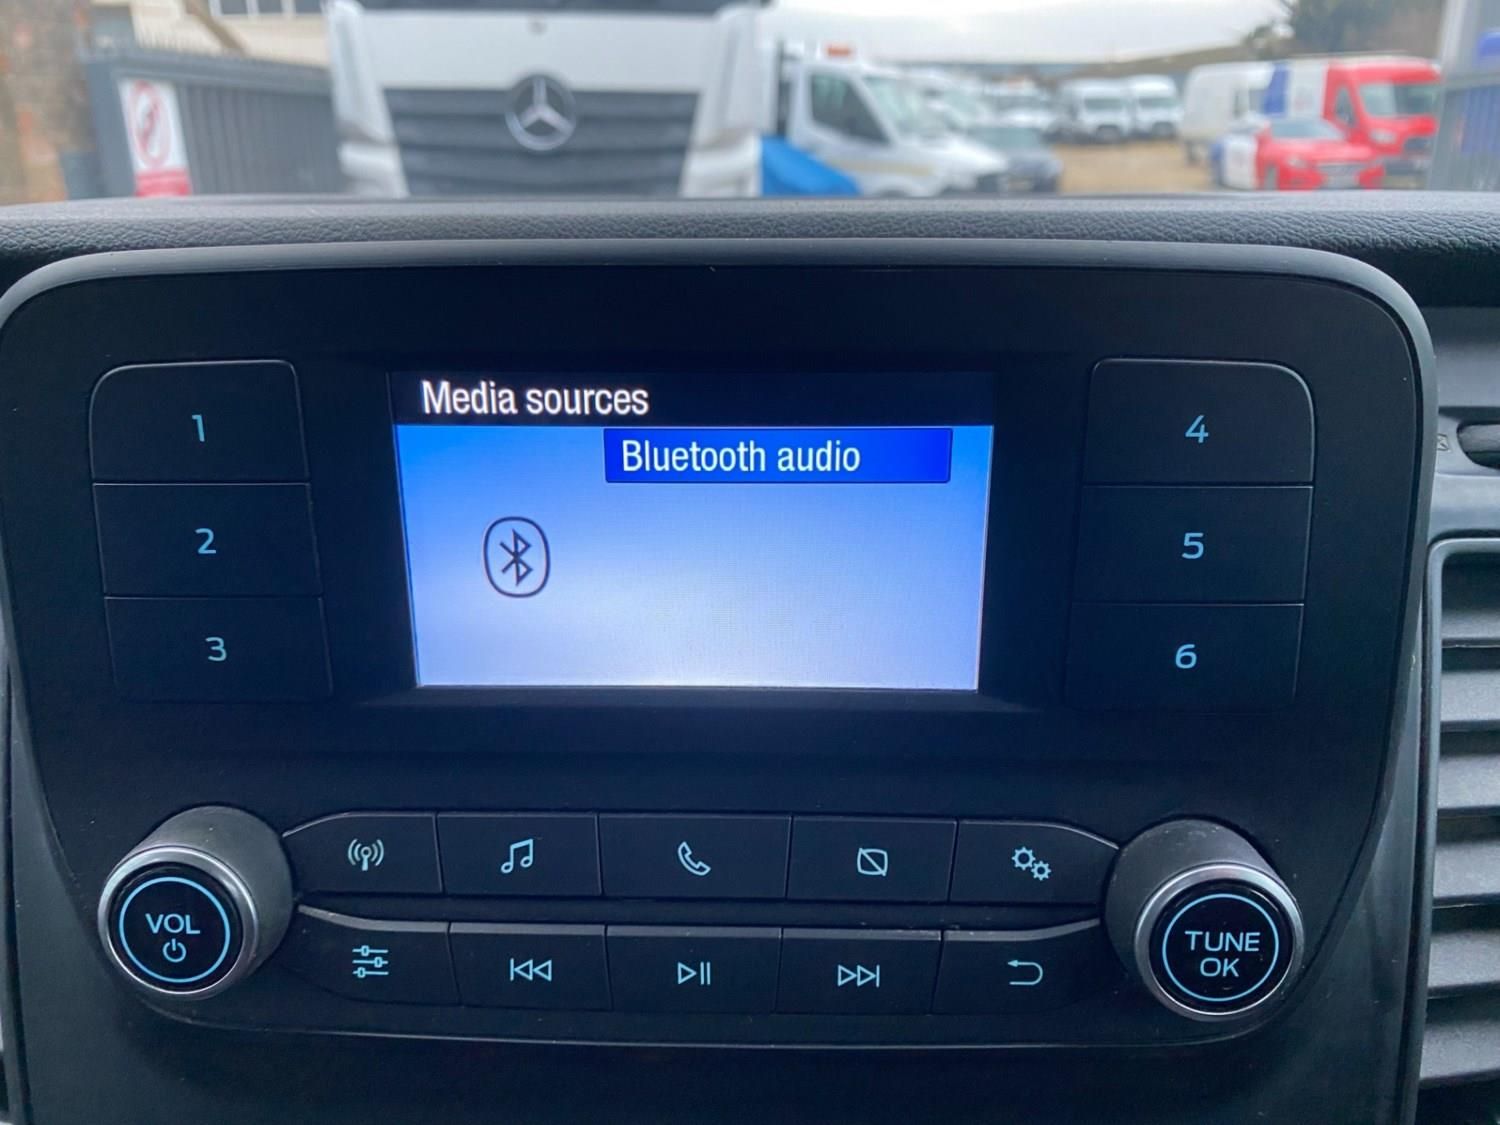 Media sources
Bluetooth audio
1
2
3
4
5
6
VOL
TUNE
OK